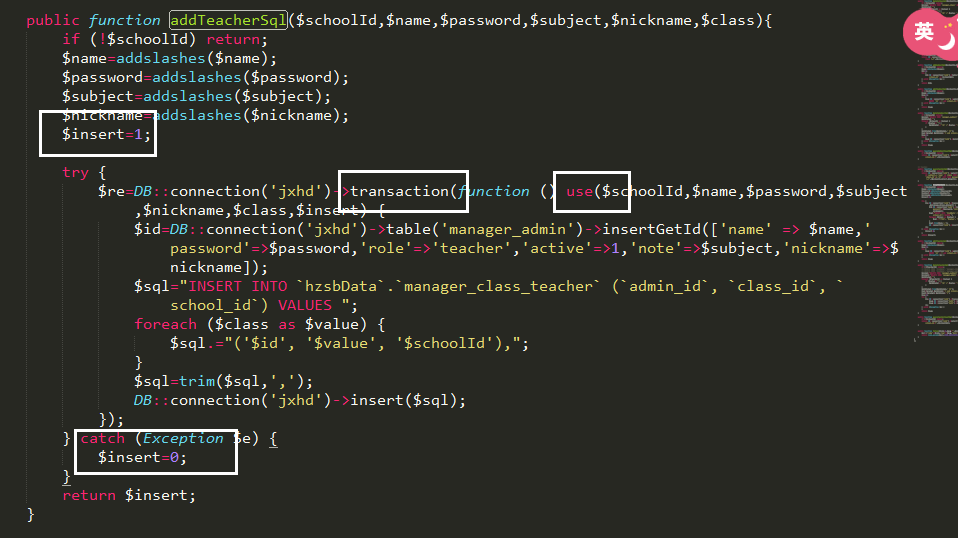 public function addTeacherSql($schoolId,$name,$password,$subject,$nickname,$class){
if (!$schoolId) return;
$name=addslashes($name);
$password=addslashes($password);
$subject=addslashes($subject);
$nickname=addslashes($nickname);
$insert=1;
try {
$re=DB::connection('jxhd')->transaction(function () use($schoolId,$name,$password,$subject
,$nickname,$class,$insert) {
$id=DB::connection('jxhd')->table('manager_admin')->insertGetId(['name' => $name,'
password'=>$password,'role'=>'teacher','active'=>1,'note'=>$subject,'nickname'=>$
nickname]);
$sql="INSERT INTO `hzsbData`.`manager_class_teacher` (`admin_id`, `class_id`, `
school_id`) VALUES ";
foreach ($class as $value) {
$sql.="('$id', '$value', '$schoolId'),";
}
$sql=trim($sql,',');
DB::connection('jxhd')->insert($sql);
});
} catch (Exception $e) {
$insert=0;
}
return $insert;
}
英